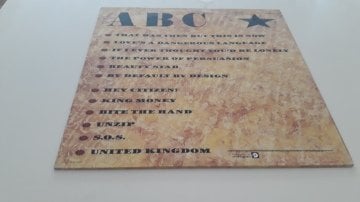 ABC
THAT WAS THEN BUT THIS IS NOW
LOVE'S A DANGEROUS LANGUAGE
IF I EVER THOUGHT YOU'D BE LONELY
THE POWER OF PERSUASION
BEAUTY STAB
BY DEFAULT BY DESIGN
HEY CITIZEN!
KING MONEY
BITE THE HAND
UNZIP
S.O.S.
UNITED KINGDOM